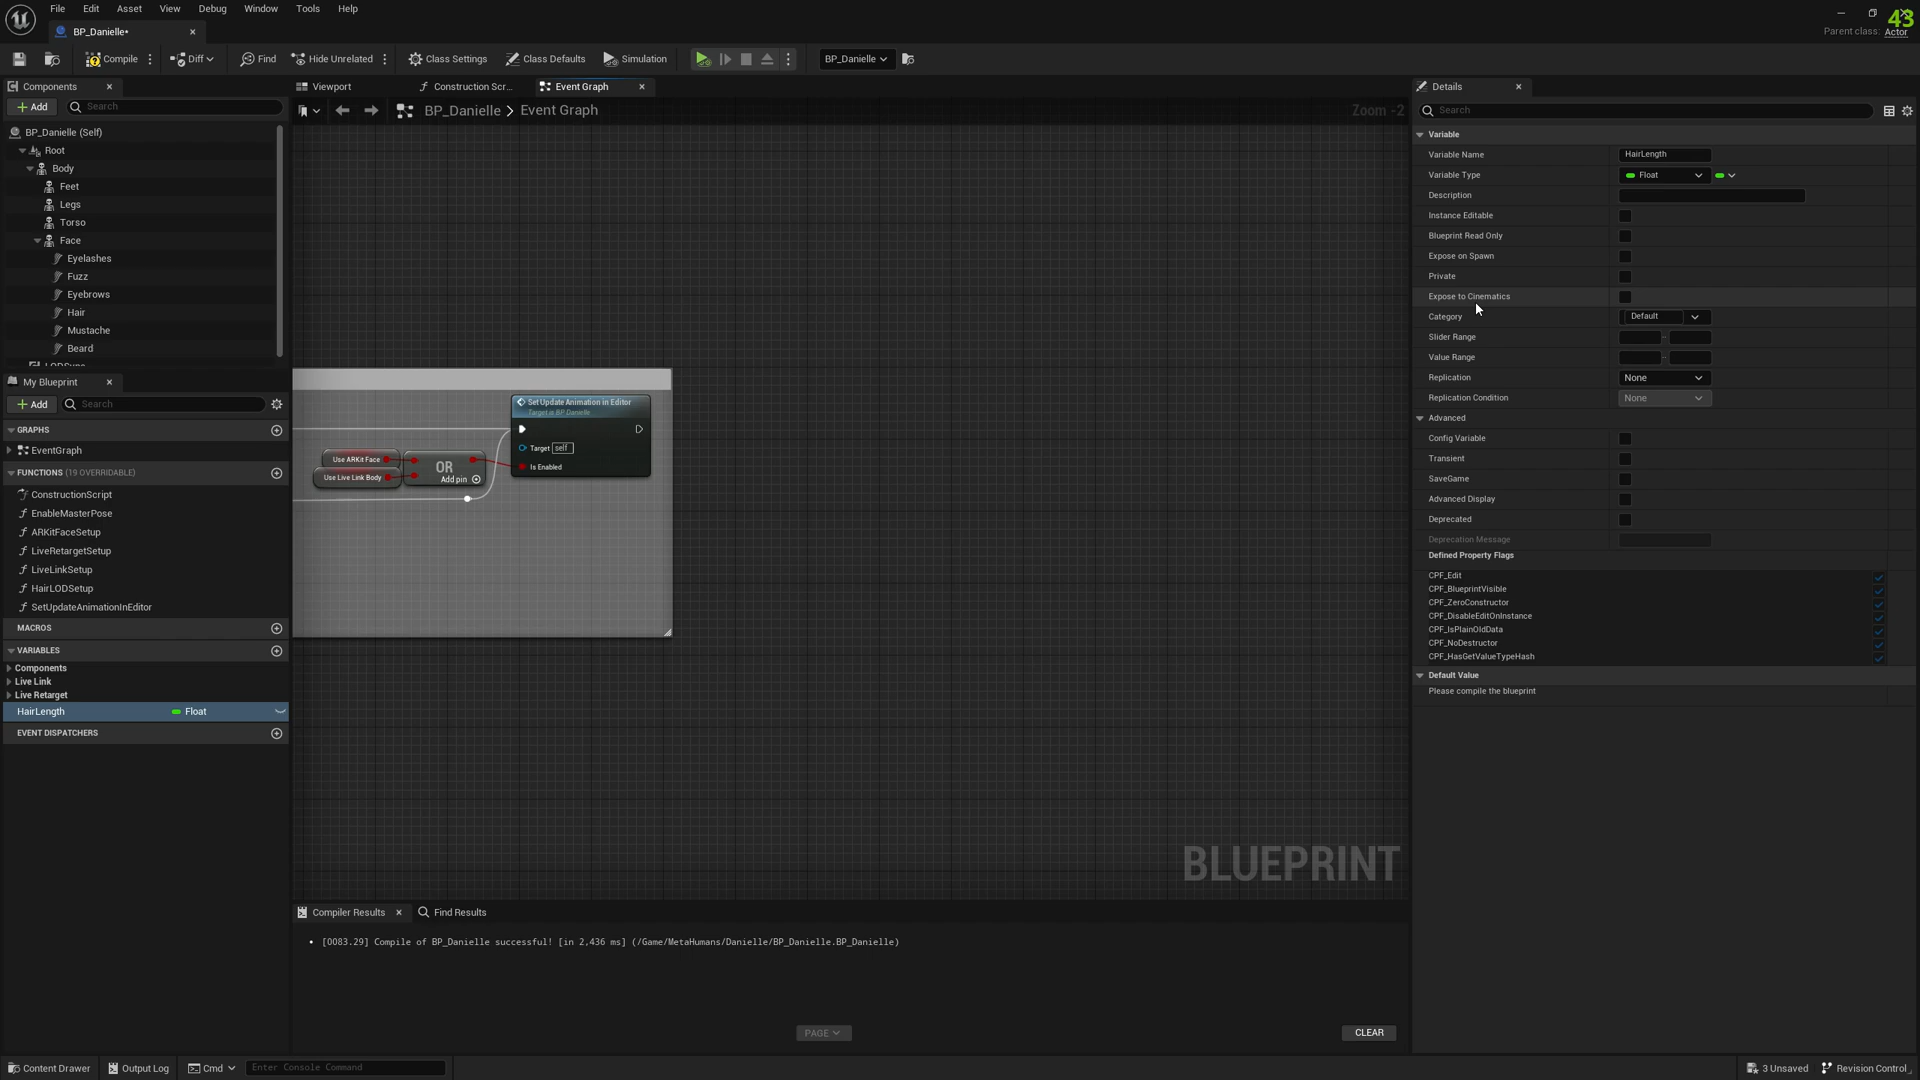 File Edit Asset View Window Tools Help
43
BP_Danielle*
Parent class: Actor
Compile Diff Find Hide Unrelated Class Settings Class Defaults Simulation BP_Danielle
Components
Add Search
BP_Danielle (Self)
Root
Body
Feet
Legs
Torso
Face
Eyelashes
Fuzz
Eyebrows
Hair
Mustache
Beard
My Blueprint
Add Search
GRAPHS
EventGraph
FUNCTIONS (19 OVERRIDABLE)
ConstructionScript
EnableMasterPose
ARKitFaceSetup
LiveRetargetSetup
LiveLinkSetup
HairLODSetup
SetUpdateAnimationInEditor
MACROS
VARIABLES
Components
Live Link
Live Retarget
HairLength Float
EVENT DISPATCHERS
Viewport Construction Scr... Event Graph
BP_Danielle > Event Graph Zoom -2
Set Update Animation in Editor
Target is BP Danielle
Target self
Is Enabled
Use ARKit Face
Use Live Link Body
OR
Add pin
BLUEPRINT
Compiler Results Find Results
[0083.29] Compile of BP_Danielle successful! [in 2,436 ms] (/Game/MetaHumans/Danielle/BP_Danielle.BP_Danielle)
PAGE CLEAR
Details
Search
Variable
Variable Name HairLength
Variable Type Float
Description
Instance Editable
Blueprint Read Only
Expose on Spawn
Private
Expose to Cinematics
Category Default
Slider Range
Value Range
Replication None
Replication Condition None
Advanced
Config Variable
Transient
SaveGame
Advanced Display
Deprecated
Deprecation Message
Defined Property Flags
CPF_Edit
CPF_BlueprintVisible
CPF_ZeroConstructor
CPF_DisableEditOnInstance
CPF_IsPlainOldData
CPF_NoDestructor
CPF_HasGetValueTypeHash
Default Value
Please compile the blueprint
Content Drawer Output Log Cmd Enter Console Command 3 Unsaved Revision Control